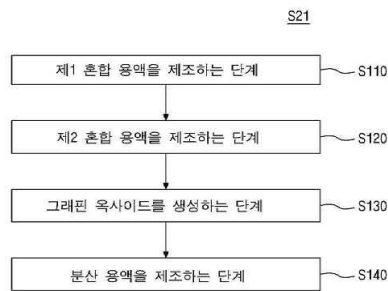 S21
제1 혼합 용액을 제조하는 단계 S110
제2 혼합 용액을 제조하는 단계 S120
그래핀 옥사이드를 생성하는 단계 S130
분산 용액을 제조하는 단계 S140